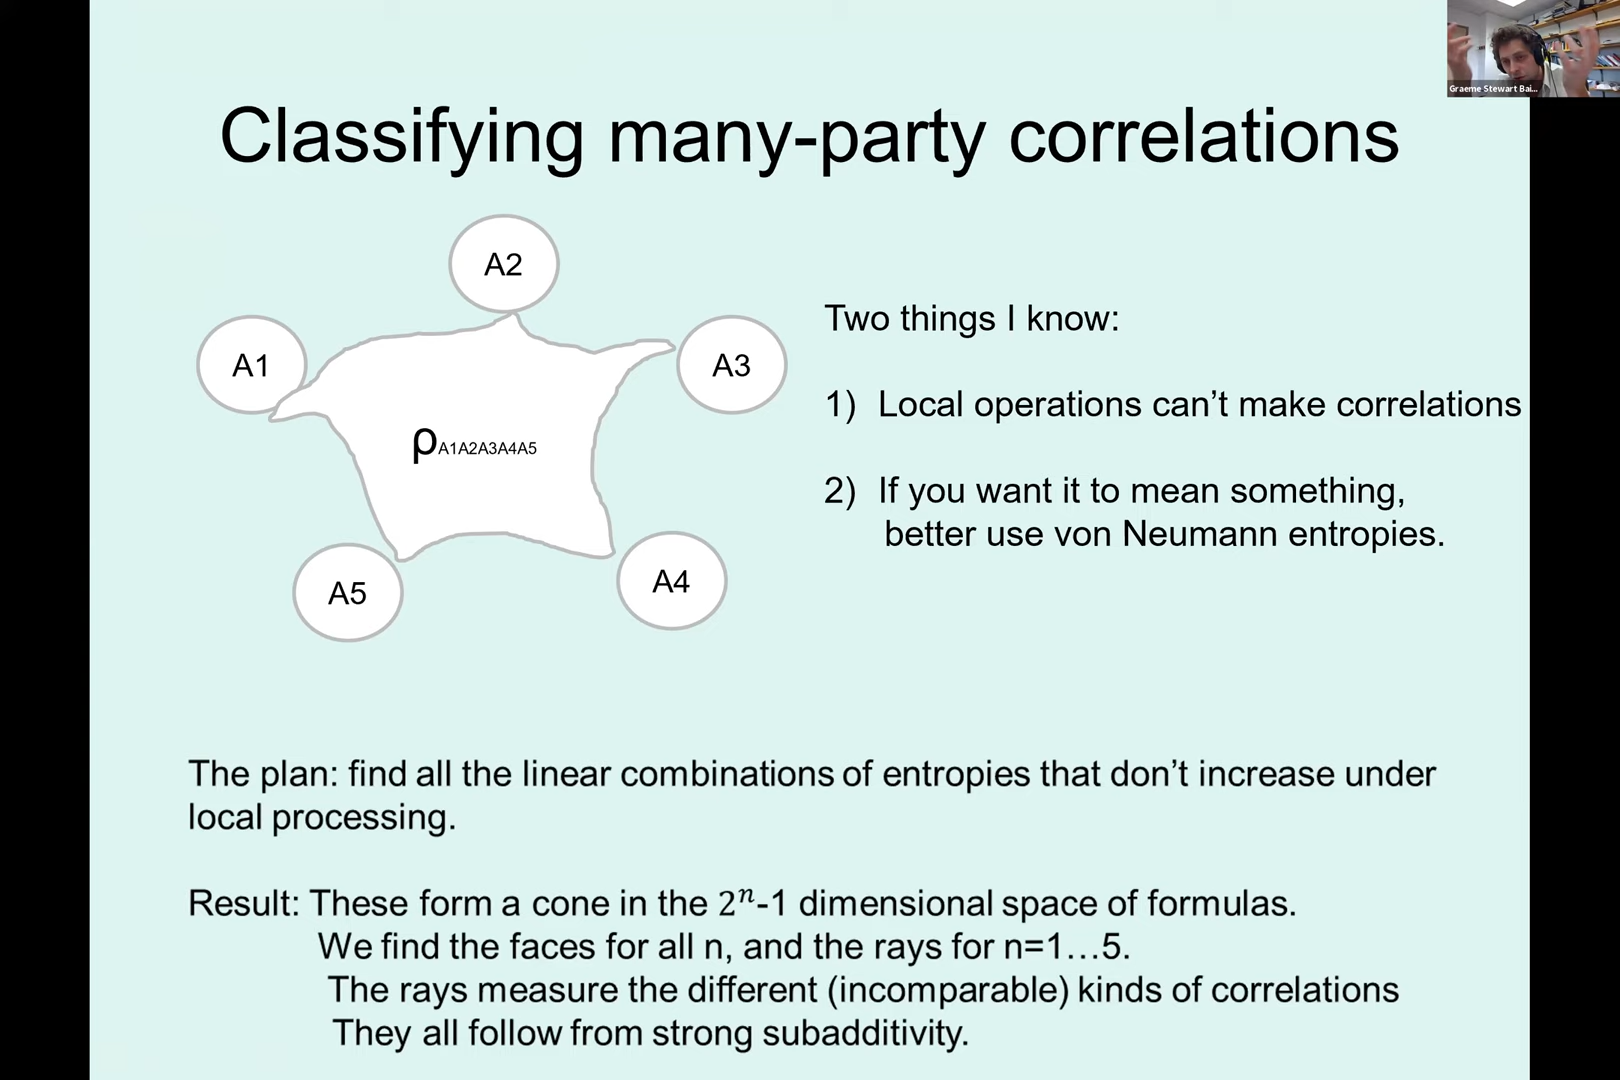 Graeme Stewart Bai...
Classifying many-party correlations
A2
A1
A3
ρA1A2A3A4A5
A5
A4
Two things I know:
1) Local operations can't make correlations
2) If you want it to mean something,
better use von Neumann entropies.
The plan: find all the linear combinations of entropies that don't increase under
local processing.
Result: These form a cone in the 2ⁿ-1 dimensional space of formulas.
We find the faces for all n, and the rays for n=1…5.
The rays measure the different (incomparable) kinds of correlations
They all follow from strong subadditivity.